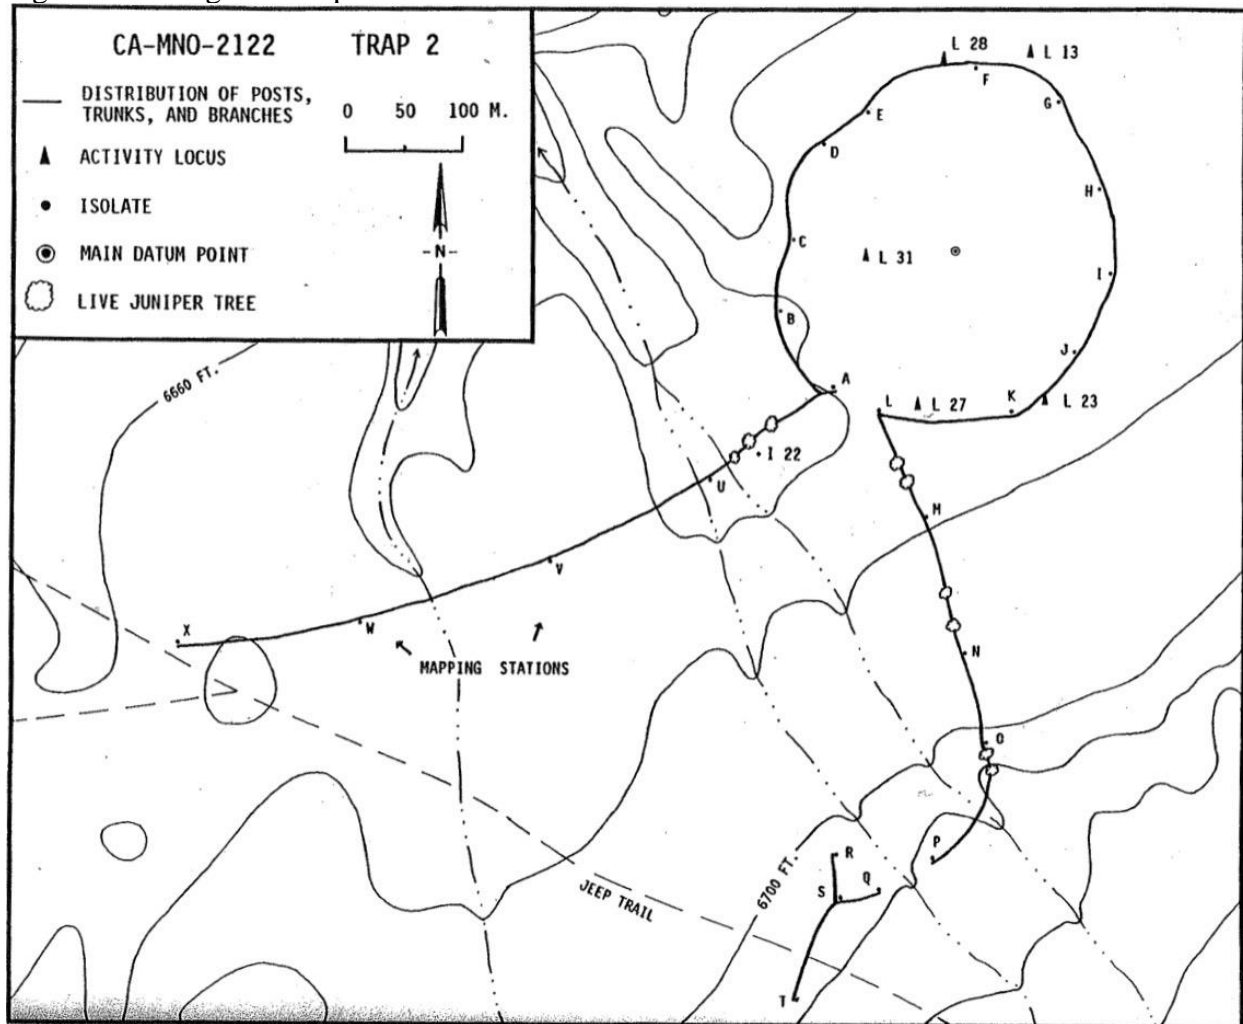 CA-MNO-2122 TRAP 2
DISTRIBUTION OF POSTS,
TRUNKS, AND BRANCHES
0 50 100 M.
ACTIVITY LOCUS
ISOLATE
-N-
MAIN DATUM POINT
LIVE JUNIPER TREE
L 28
L 13
F
G
E
D
H
C
L 31
I
B
J
A
L
L 27
K
L 23
6660 FT.
I 22
U
M
V
X
W
MAPPING STATIONS
N
O
P
R
Q
S
6700 FT.
JEEP TRAIL
T